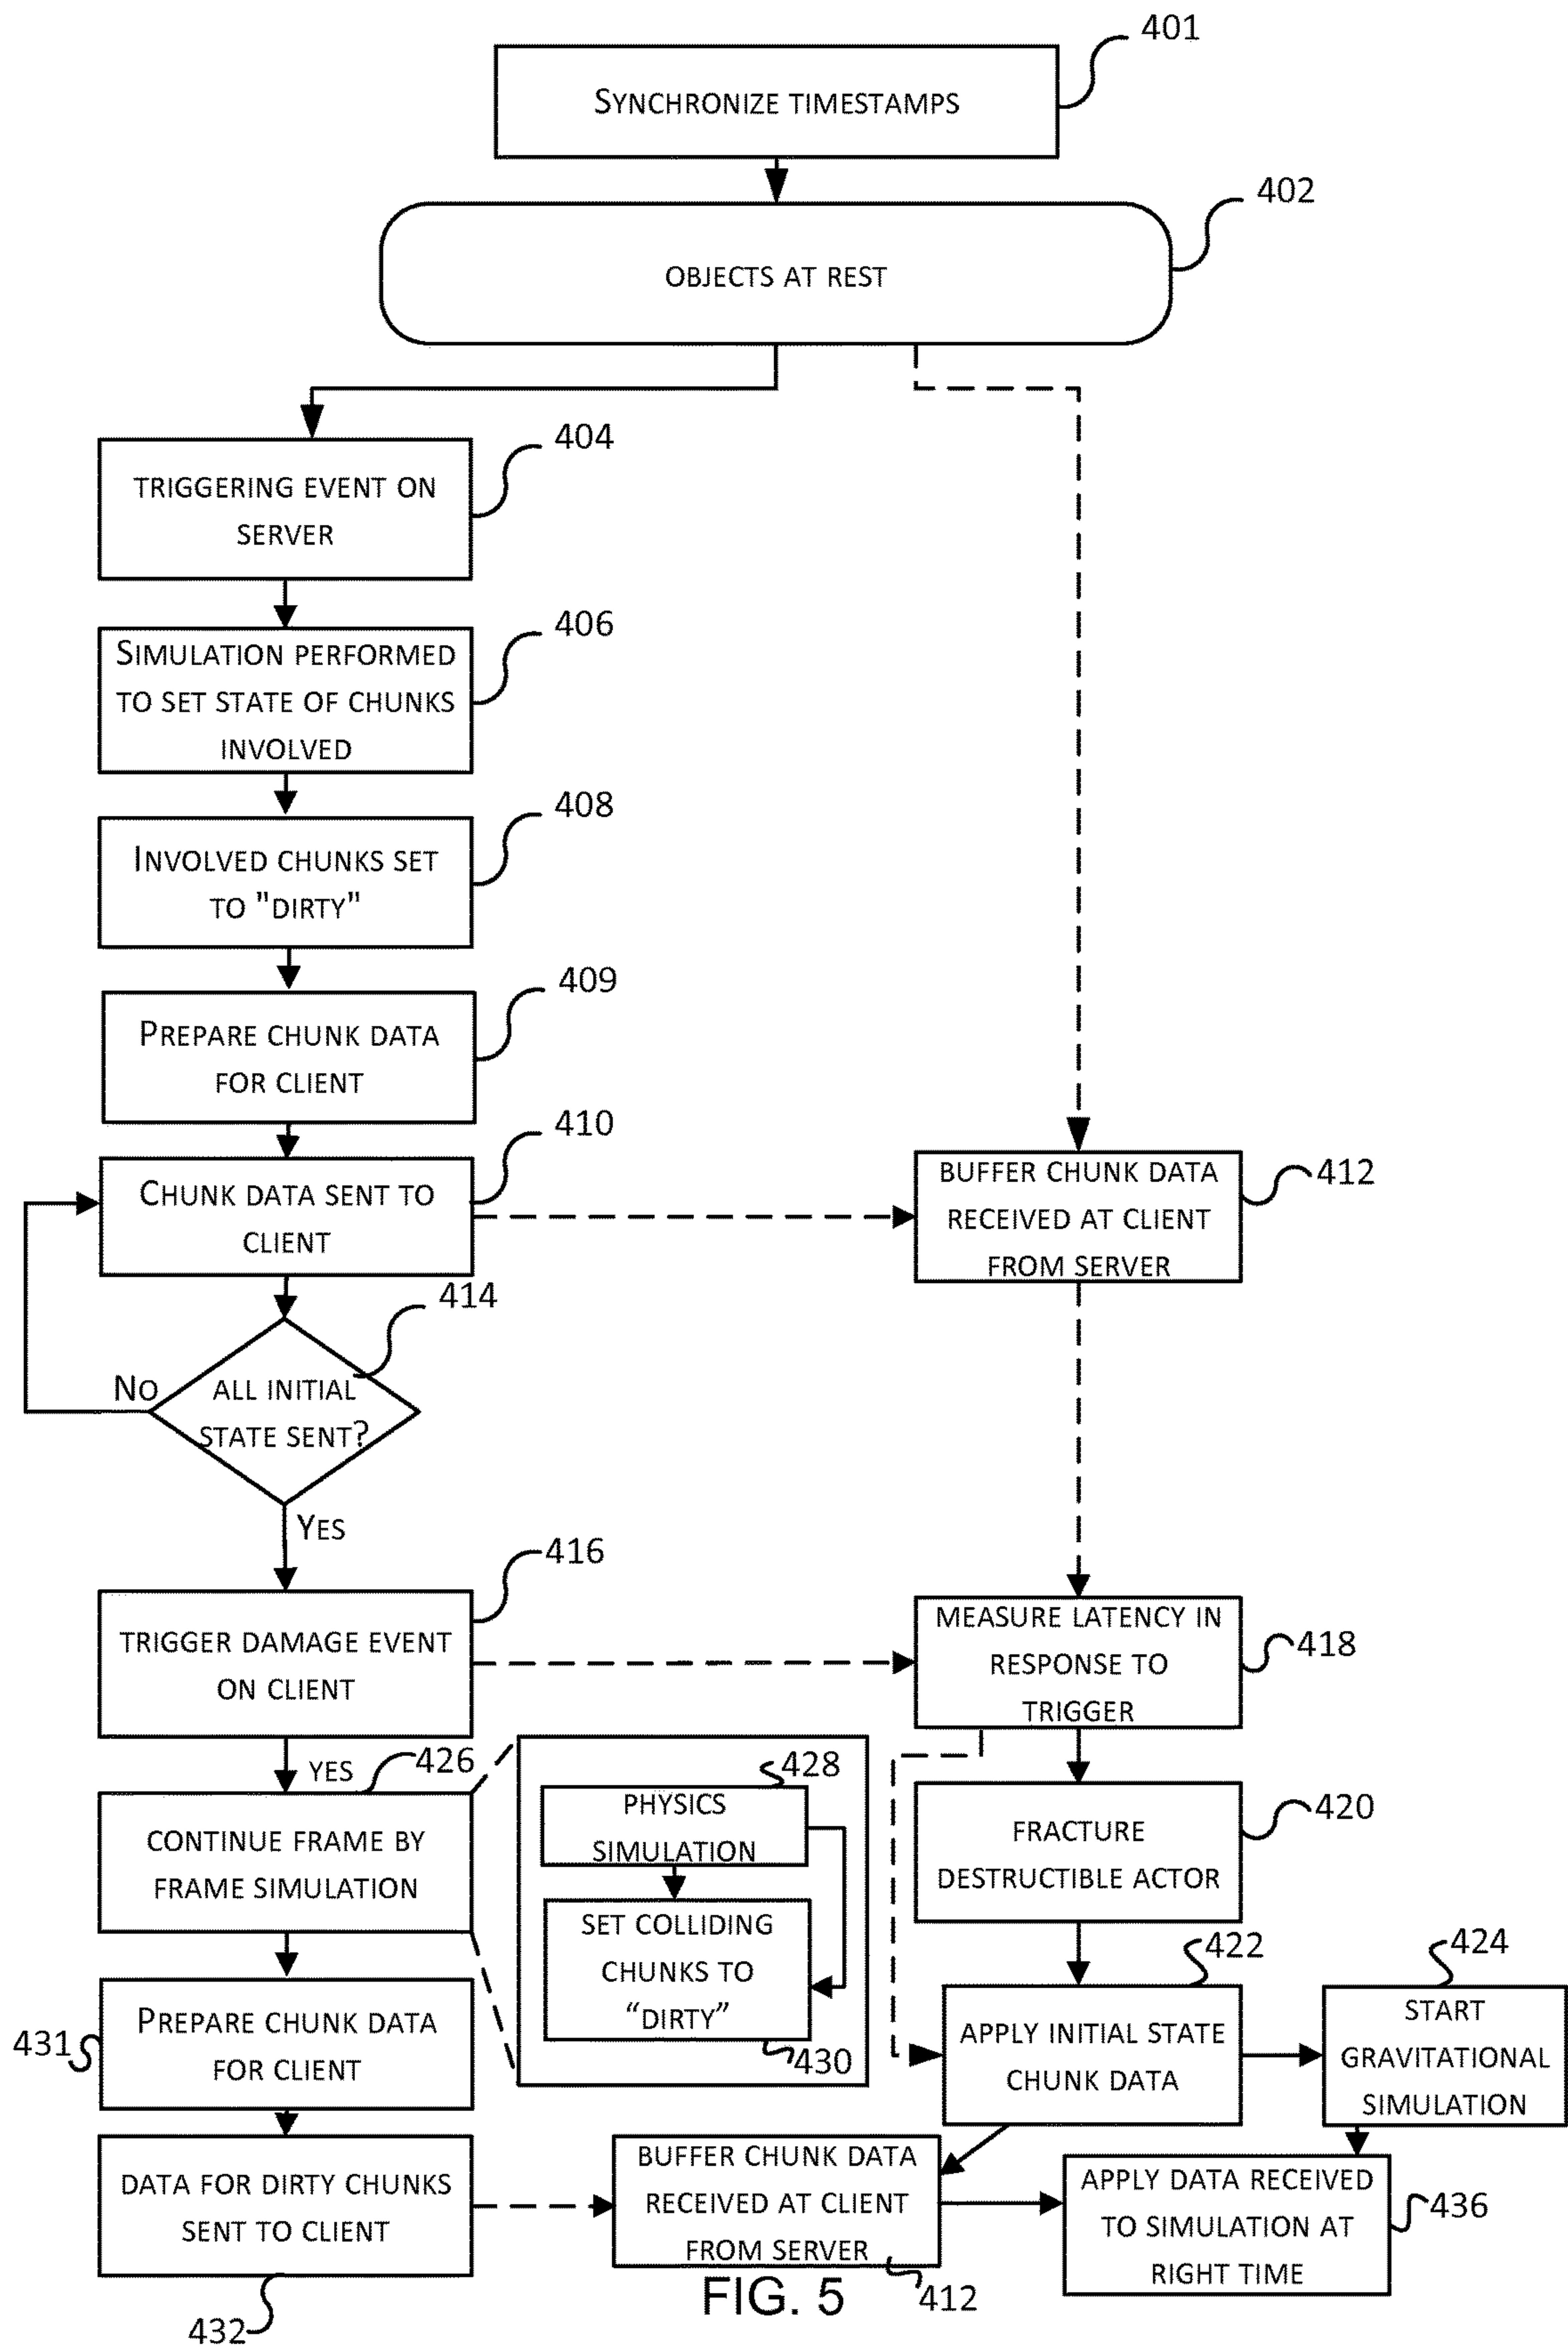 401
SYNCHRONIZE TIMESTAMPS
402
OBJECTS AT REST
404
TRIGGERING EVENT ON
SERVER
406
SIMULATION PERFORMED
TO SET STATE OF CHUNKS
INVOLVED
408
INVOLVED CHUNKS SET
TO "DIRTY"
409
PREPARE CHUNK DATA
FOR CLIENT
410
CHUNK DATA SENT TO
CLIENT
412
BUFFER CHUNK DATA
RECEIVED AT CLIENT
FROM SERVER
414
ALL INITIAL
STATE SENT?
NO
YES
416
TRIGGER DAMAGE EVENT
ON CLIENT
418
MEASURE LATENCY IN
RESPONSE TO
TRIGGER
YES
426
CONTINUE FRAME BY
FRAME SIMULATION
428
PHYSICS
SIMULATION
SET COLLIDING
CHUNKS TO
“DIRTY”
430
420
FRACTURE
DESTRUCTIBLE ACTOR
422
APPLY INITIAL STATE
CHUNK DATA
424
START
GRAVITATIONAL
SIMULATION
431
PREPARE CHUNK DATA
FOR CLIENT
DATA FOR DIRTY CHUNKS
SENT TO CLIENT
432
BUFFER CHUNK DATA
RECEIVED AT CLIENT
FROM SERVER
412
APPLY DATA RECEIVED
TO SIMULATION AT
RIGHT TIME
436
FIG. 5